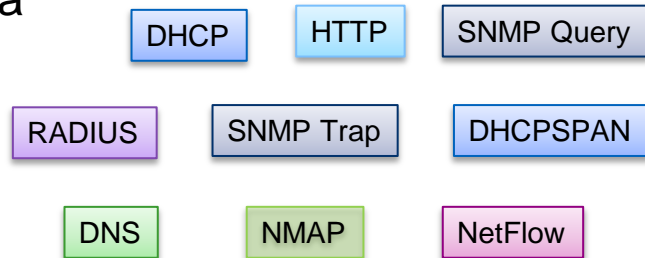 a
DHCP HTTP SNMP Query
RADIUS SNMP Trap DHCPSPAN
DNS NMAP NetFlow